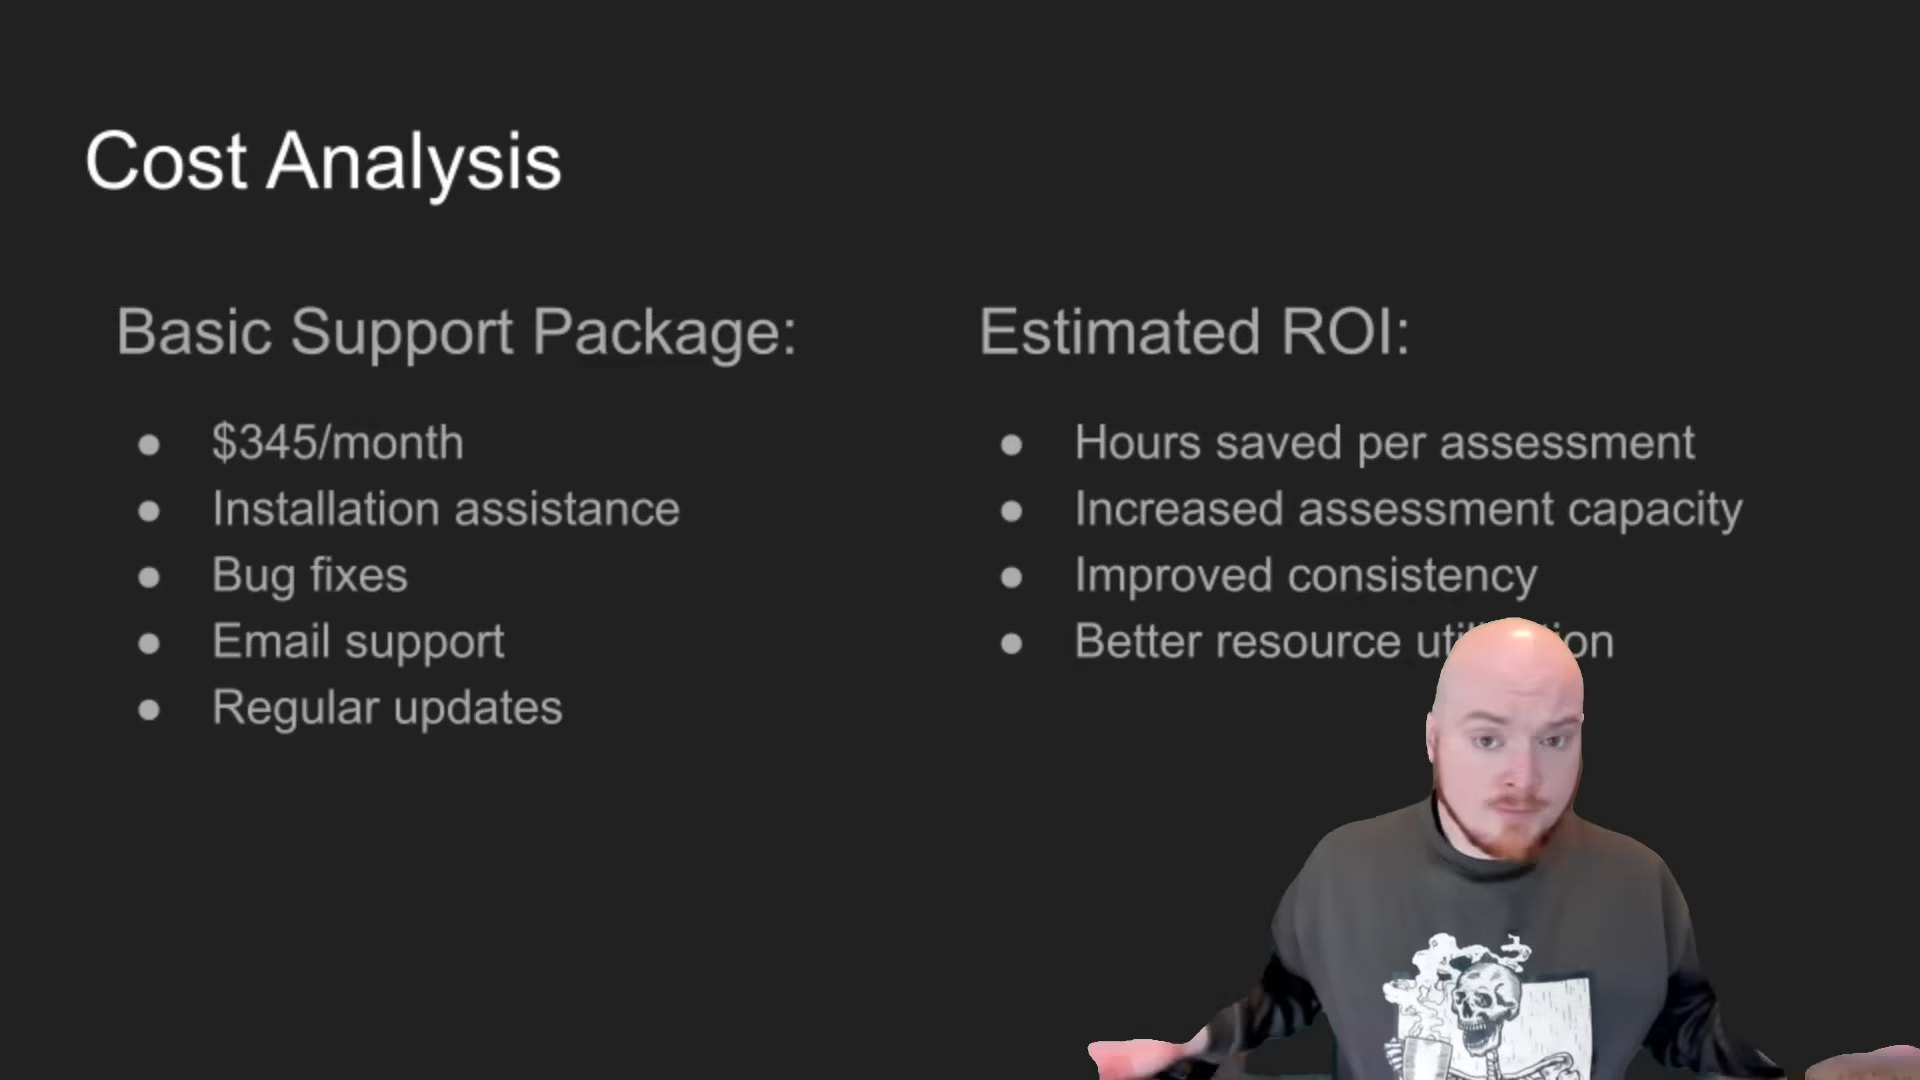 Cost Analysis
Basic Support Package:
$345/month
Installation assistance
Bug fixes
Email support
Regular updates
Estimated ROI:
Hours saved per assessment
Increased assessment capacity
Improved consistency
Better resource